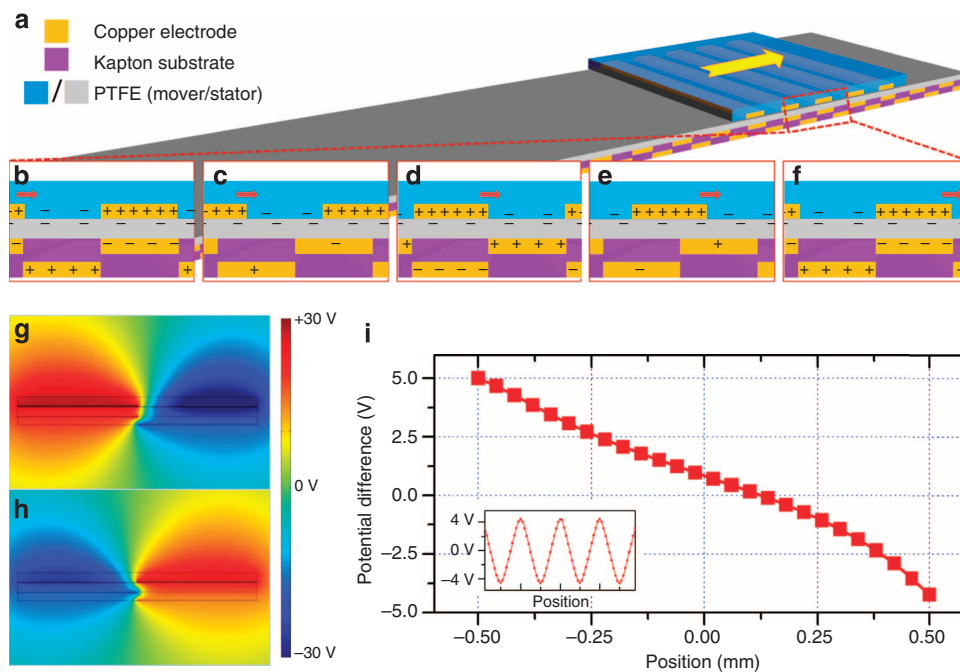 a
Copper electrode
Kapton substrate
/ PTFE (mover/stator)
b
c
d
e
f
g
+30 V
0 V
h
−30 V
i
Potential difference (V)
5.0
2.5
0.0
−2.5
−5.0
4 V
0 V
−4 V
Position
−0.50
−0.25
0.00
0.25
0.50
Position (mm)